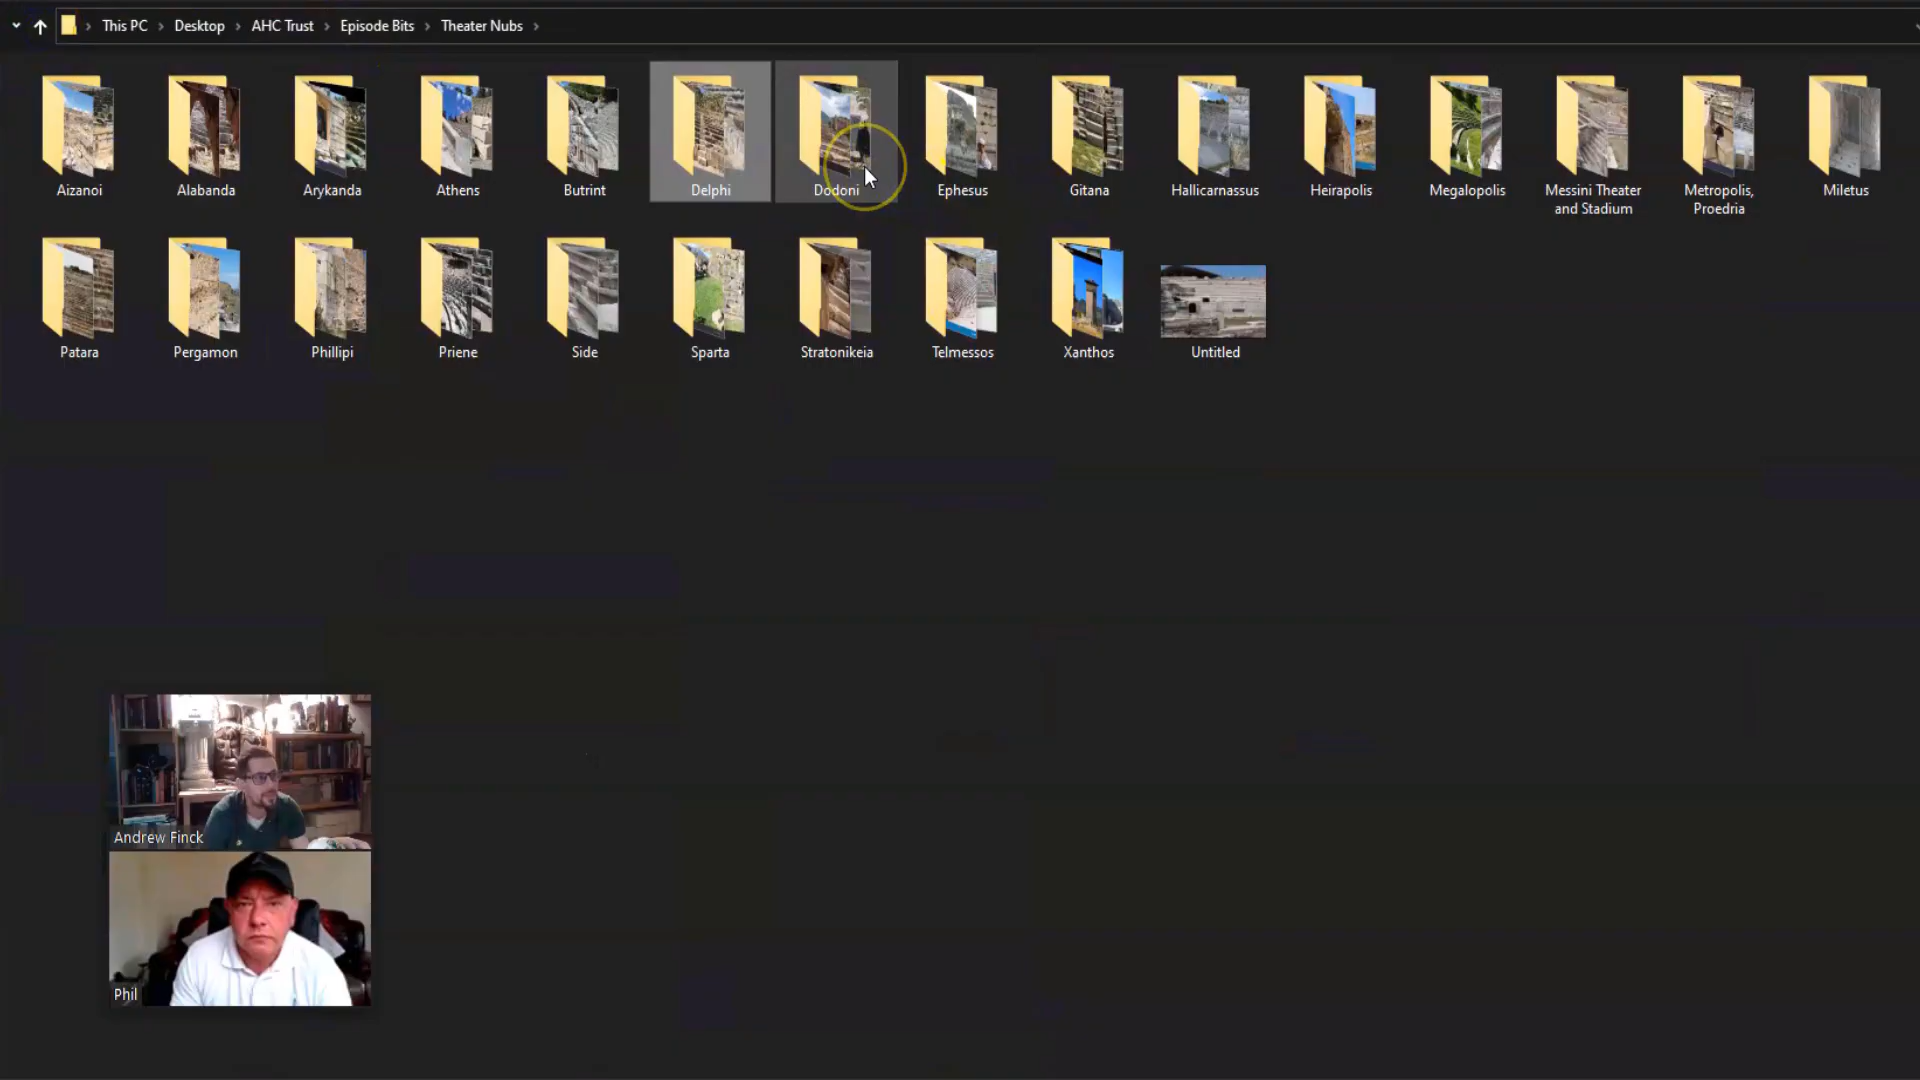 This PC > Desktop > AHC Trust > Episode Bits > Theater Nubs >
Aizanoi
Alabanda
Arykanda
Athens
Butrint
Delphi
Dodoni
Ephesus
Gitana
Hallicarnassus
Heirapolis
Megalopolis
Messini Theater
and Stadium
Metropolis,
Proedria
Miletus
Patara
Pergamon
Phillipi
Priene
Side
Sparta
Stratonikeia
Telmessos
Xanthos
Untitled
Andrew Finck
Phil